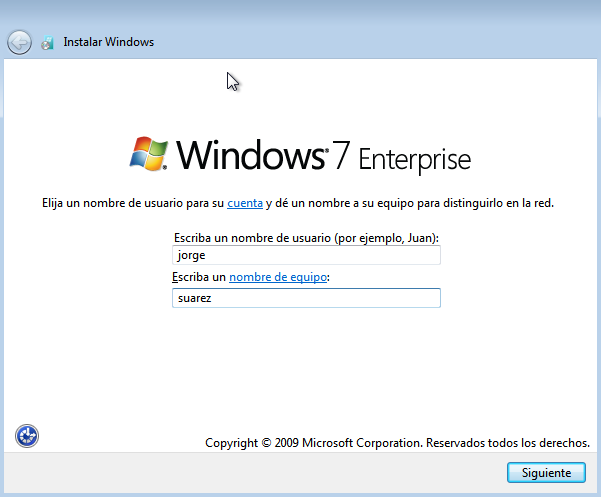 Instalar Windows
Windows 7 Enterprise
Elija un nombre de usuario para su cuenta y dé un nombre a su equipo para distinguirlo en la red.
Escriba un nombre de usuario (por ejemplo, Juan):
jorge
Escriba un nombre de equipo:
suarez
Copyright © 2009 Microsoft Corporation. Reservados todos los derechos.
Siguiente